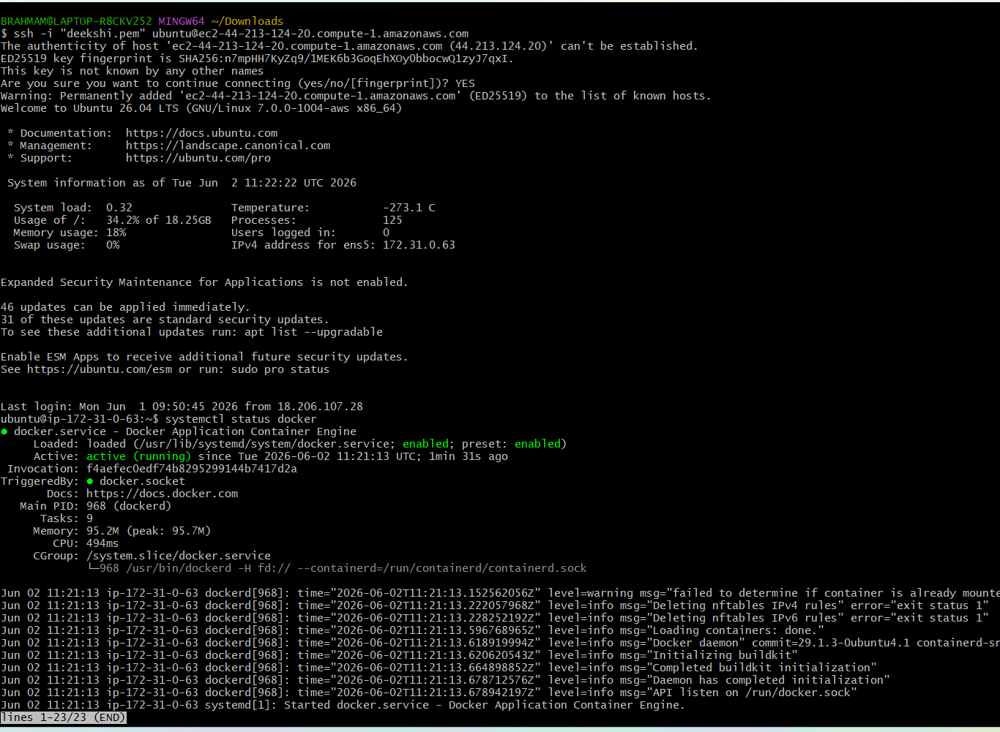 BRAHMAM@LAPTOP-R8CKV252 MINGW64 ~/Downloads
$ ssh -i "deekshi.pem" ubuntu@ec2-44-213-124-20.compute-1.amazonaws.com
The authenticity of host 'ec2-44-213-124-20.compute-1.amazonaws.com (44.213.124.20)' can't be established.
ED25519 key fingerprint is SHA256:n7mpHH7KyZq9/1MEK6b3GoqEhXOy0bbocwQ1zyJ7qxI.
This key is not known by any other names
Are you sure you want to continue connecting (yes/no/[fingerprint])? YES
Warning: Permanently added 'ec2-44-213-124-20.compute-1.amazonaws.com' (ED25519) to the list of known hosts.
Welcome to Ubuntu 26.04 LTS (GNU/Linux 7.0.0-1004-aws x86_64)

 * Documentation:  https://docs.ubuntu.com
 * Management:     https://landscape.canonical.com
 * Support:        https://ubuntu.com/pro

 System information as of Tue Jun  2 11:22:22 UTC 2026

  System load:  0.32               Temperature:           -273.1 C
  Usage of /:   34.2% of 18.25GB   Processes:             125
  Memory usage: 18%                Users logged in:       0
  Swap usage:   0%                 IPv4 address for ens5: 172.31.0.63

Expanded Security Maintenance for Applications is not enabled.

46 updates can be applied immediately.
31 of these updates are standard security updates.
To see these additional updates run: apt list --upgradable

Enable ESM Apps to receive additional future security updates.
See https://ubuntu.com/esm or run: sudo pro status

Last login: Mon Jun  1 09:50:45 2026 from 18.206.107.28
ubuntu@ip-172-31-0-63:~$ systemctl status docker
● docker.service - Docker Application Container Engine
     Loaded: loaded (/usr/lib/systemd/system/docker.service; enabled; preset: enabled)
     Active: active (running) since Tue 2026-06-02 11:21:13 UTC; 1min 31s ago
 Invocation: f4aefec0edf74b8295299144b7417d2a
TriggeredBy: ● docker.socket
       Docs: https://docs.docker.com
   Main PID: 968 (dockerd)
      Tasks: 9
     Memory: 95.2M (peak: 95.7M)
        CPU: 494ms
     CGroup: /system.slice/docker.service
             └─968 /usr/bin/dockerd -H fd:// --containerd=/run/containerd/containerd.sock

Jun 02 11:21:13 ip-172-31-0-63 dockerd[968]: time="2026-06-02T11:21:13.152562056Z" level=warning msg="failed to determine if container is already mounte
Jun 02 11:21:13 ip-172-31-0-63 dockerd[968]: time="2026-06-02T11:21:13.222057968Z" level=info msg="Deleting nftables IPv4 rules" error="exit status 1"
Jun 02 11:21:13 ip-172-31-0-63 dockerd[968]: time="2026-06-02T11:21:13.228252192Z" level=info msg="Deleting nftables IPv6 rules" error="exit status 1"
Jun 02 11:21:13 ip-172-31-0-63 dockerd[968]: time="2026-06-02T11:21:13.596768965Z" level=info msg="Loading containers: done."
Jun 02 11:21:13 ip-172-31-0-63 dockerd[968]: time="2026-06-02T11:21:13.618919994Z" level=info msg="Docker daemon" commit=29.1.3-0ubuntu4.1 containerd-sn
Jun 02 11:21:13 ip-172-31-0-63 dockerd[968]: time="2026-06-02T11:21:13.620620543Z" level=info msg="Initializing buildkit"
Jun 02 11:21:13 ip-172-31-0-63 dockerd[968]: time="2026-06-02T11:21:13.664898852Z" level=info msg="Completed buildkit initialization"
Jun 02 11:21:13 ip-172-31-0-63 dockerd[968]: time="2026-06-02T11:21:13.678712576Z" level=info msg="Daemon has completed initialization"
Jun 02 11:21:13 ip-172-31-0-63 dockerd[968]: time="2026-06-02T11:21:13.678942197Z" level=info msg="API listen on /run/docker.sock"
Jun 02 11:21:13 ip-172-31-0-63 systemd[1]: Started docker.service - Docker Application Container Engine.
lines 1-23/23 (END)